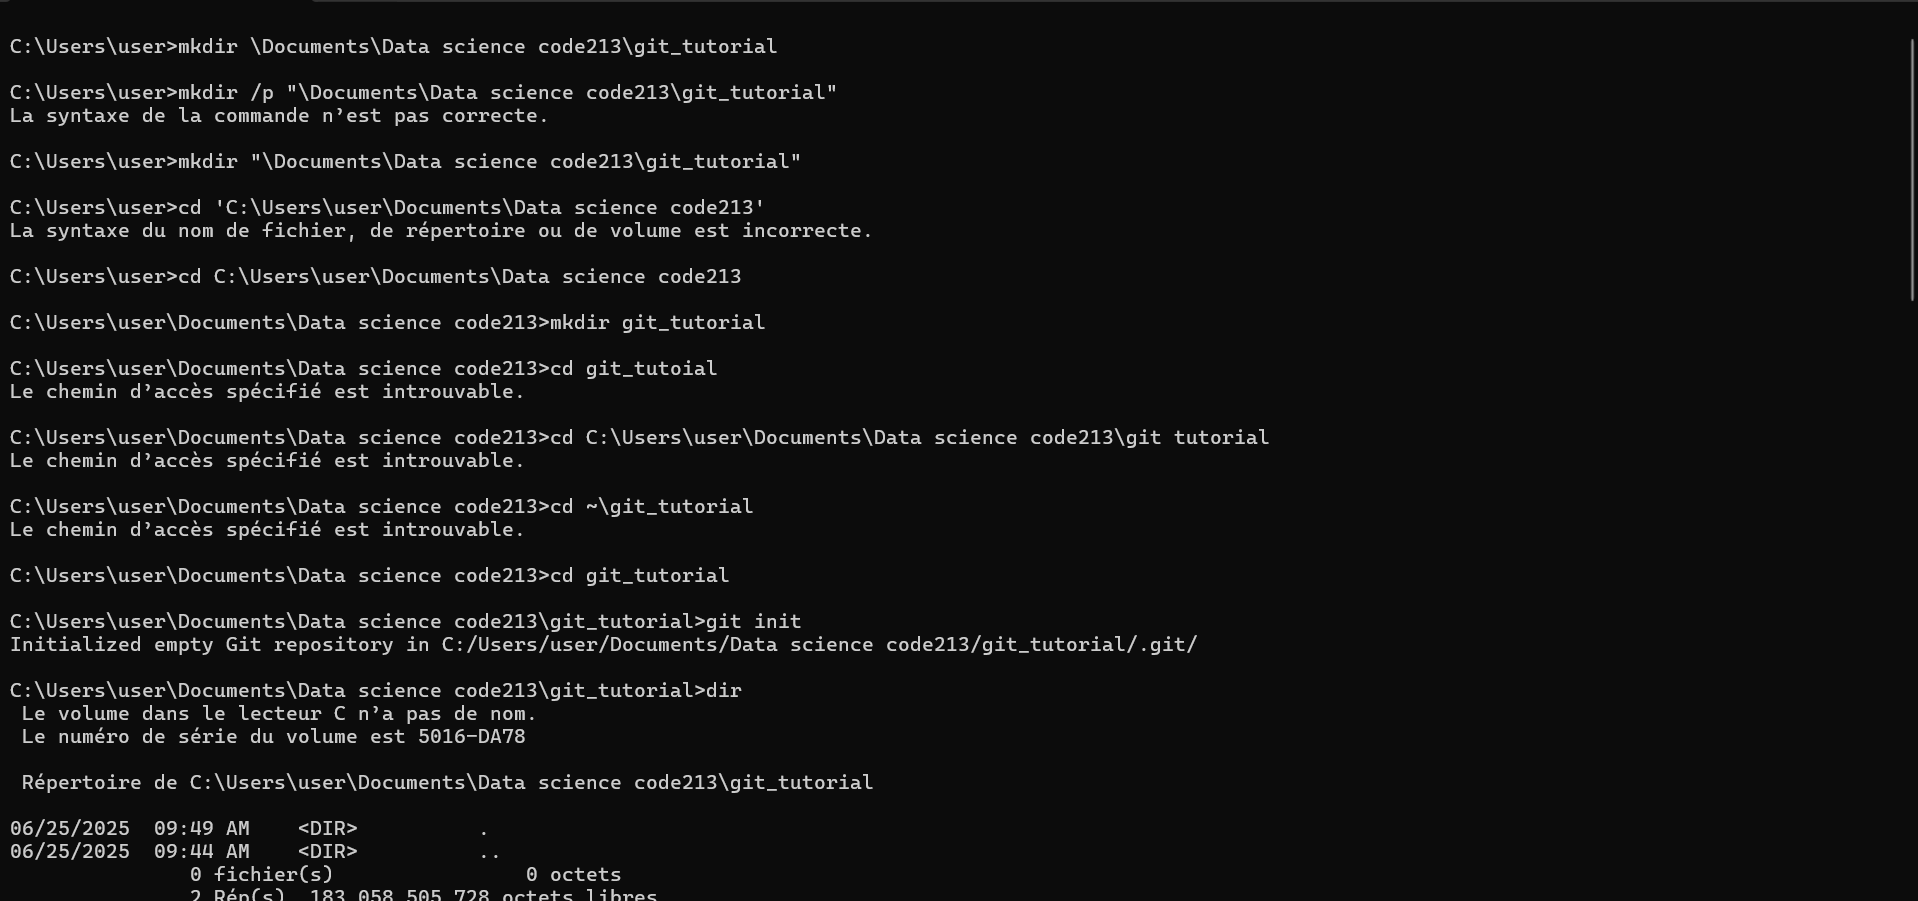 C:\Users\user>mkdir \Documents\Data science code213\git_tutorial
C:\Users\user>mkdir /p "\Documents\Data science code213\git_tutorial"
La syntaxe de la commande n’est pas correcte.
C:\Users\user>mkdir "\Documents\Data science code213\git_tutorial"
C:\Users\user>cd 'C:\Users\user\Documents\Data science code213'
La syntaxe du nom de fichier, de répertoire ou de volume est incorrecte.
C:\Users\user>cd C:\Users\user\Documents\Data science code213
C:\Users\user\Documents\Data science code213>mkdir git_tutorial
C:\Users\user\Documents\Data science code213>cd git_tutoial
Le chemin d’accès spécifié est introuvable.
C:\Users\user\Documents\Data science code213>cd C:\Users\user\Documents\Data science code213\git tutorial
Le chemin d’accès spécifié est introuvable.
C:\Users\user\Documents\Data science code213>cd ~\git_tutorial
Le chemin d’accès spécifié est introuvable.
C:\Users\user\Documents\Data science code213>cd git_tutorial
C:\Users\user\Documents\Data science code213\git_tutorial>git init
Initialized empty Git repository in C:/Users/user/Documents/Data science code213/git_tutorial/.git/
C:\Users\user\Documents\Data science code213\git_tutorial>dir
Le volume dans le lecteur C n’a pas de nom.
Le numéro de série du volume est 5016-DA78
Répertoire de C:\Users\user\Documents\Data science code213\git_tutorial
06/25/2025  09:49 AM    <DIR>          .
06/25/2025  09:44 AM    <DIR>          ..
0 fichier(s)                0 octets
2 Rép(s)  183 058 505 728 octets libres